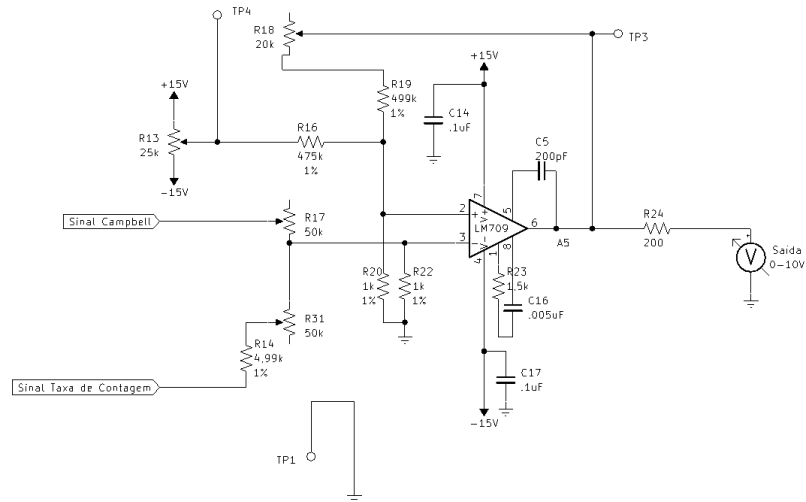 TP4
R18
20k
TP3
+15V
R19
499k
1%
+15V
C14
.1uF
R13
25k
R16
475k
1%
C5
200pF
-15V
Sinal Campbell
R17
50k
2
3
7
5
6
4
1
8
+
-
V+
V-
LM709
A5
R24
200
+
V
Saída
0-10V
R20
1k
1%
R22
1k
1%
R23
1,5k
C16
.005uF
R31
50k
R14
4,99k
1%
Sinal Taxa de Contagem
C17
.1uF
-15V
TP1